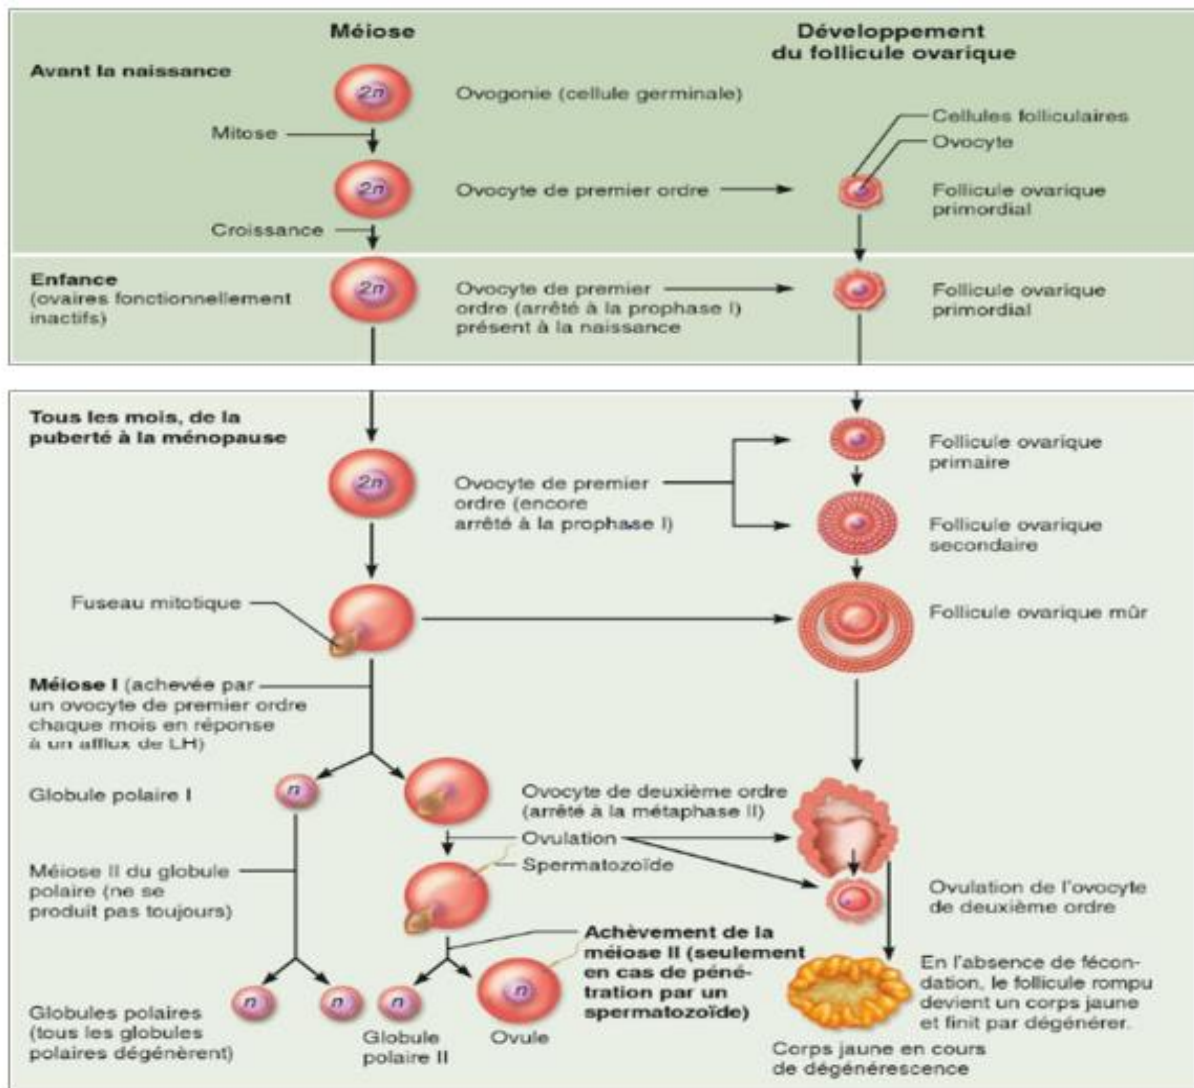 Méiose
Développement
du follicule ovarique
Avant la naissance
2n
Ovogonie (cellule germinale)
Cellules folliculaires
Mitose
Ovocyte
2n
Ovocyte de premier ordre
Follicule ovarique
primordial
Croissance
Enfance
(ovaires fonctionnellement
inactifs)
2n
Ovocyte de premier
ordre (arrêté à la prophase I)
présent à la naissance
Follicule ovarique
primordial
Tous les mois, de la
puberté à la ménopause
Follicule ovarique
primaire
2n
Ovocyte de premier
ordre (encore
arrêté à la prophase I)
Follicule ovarique
secondaire
Fuseau mitotique
Follicule ovarique mûr
Méiose I (achevée par
un ovocyte de premier ordre
chaque mois en réponse
à un afflux de LH)
Globule polaire I
n
Ovocyte de deuxième ordre
(arrêté à la métaphase II)
Ovulation
Spermatozoïde
Méiose II du globule
polaire (ne se
produit pas toujours)
Ovulation de l'ovocyte
de deuxième ordre
Achèvement de la
méiose II (seulement
en cas de péné-
tration par un
spermatozoïde)
En l'absence de fécon-
dation, le follicule rompu
devient un corps jaune
et finit par dégénérer.
n
n
n
n
Globules polaires
(tous les globules
polaires dégénèrent)
Globule
polaire II
Ovule
Corps jaune en cours
de dégénérescence